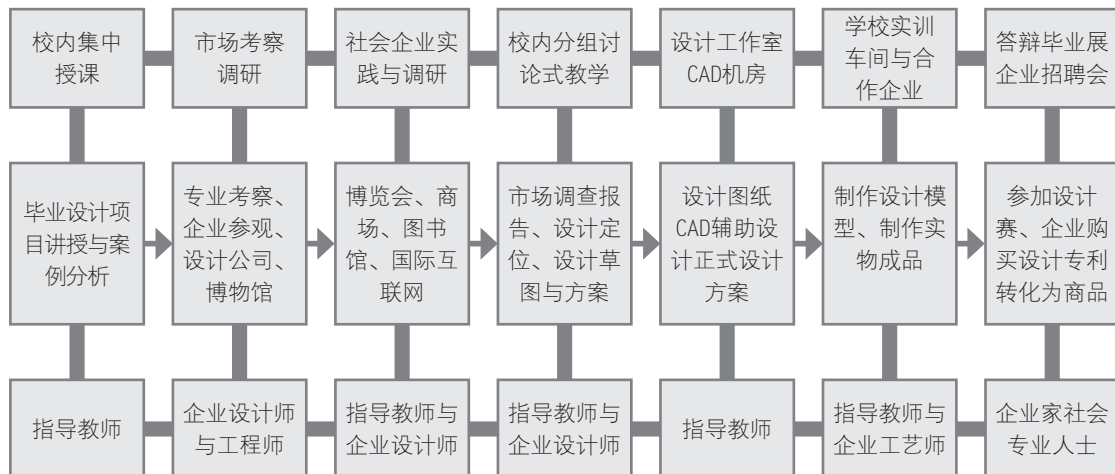 校内集中
授课
市场考察
调研
社会企业实
践与调研
校内分组讨
论式教学
设计工作室
CAD机房
学校实训
车间与合
作企业
答辩毕业展
企业招聘会
毕业设计项
目讲授与案
例分析
专业考察、
企业参观、
设计公司、
博物馆
博览会、商
场、图书
馆、国际互
联网
市场调查报
告、设计定
位、设计草
图与方案
设计图纸
CAD辅助设
计正式设计
方案
制作设计模
型、制作实
物成品
参加设计
赛、企业购
买设计专利
转化为商品
指导教师
企业设计师
与工程师
指导教师与
企业设计师
指导教师与
企业设计师
指导教师
指导教师与
企业工艺师
企业家社会
专业人士